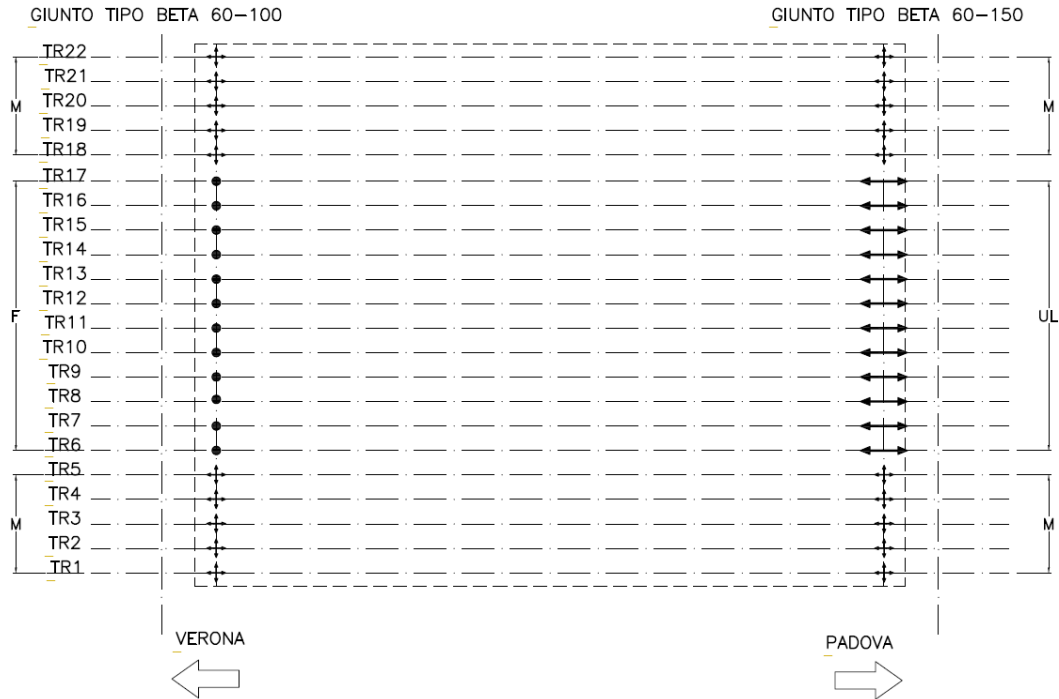 GIUNTO TIPO BETA 60-100
GIUNTO TIPO BETA 60-150
TR22
TR21
M
TR20
M
TR19
TR18
TR17
TR16
TR15
TR14
TR13
TR12
F
TR11
UL
TR10
TR9
TR8
TR7
TR6
TR5
TR4
M
TR3
M
TR2
TR1
VERONA
PADOVA